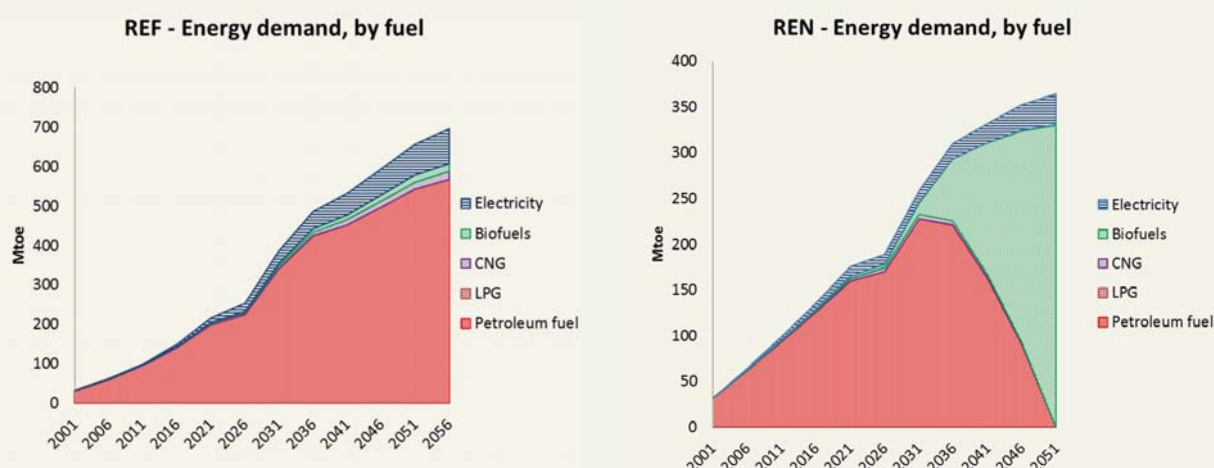 REF - Energy demand, by fuel
800
700
600
500
400
300
200
100
0
Mtoe
2001
2006
2011
2016
2021
2026
2031
2036
2041
2046
2051
2056
Electricity
Biofuels
CNG
LPG
Petroleum fuel
REN - Energy demand, by fuel
400
350
300
250
200
150
100
50
0
Mtoe
2001
2006
2011
2016
2021
2026
2031
2036
2041
2046
2051
Electricity
Biofuels
CNG
LPG
Petroleum fuel